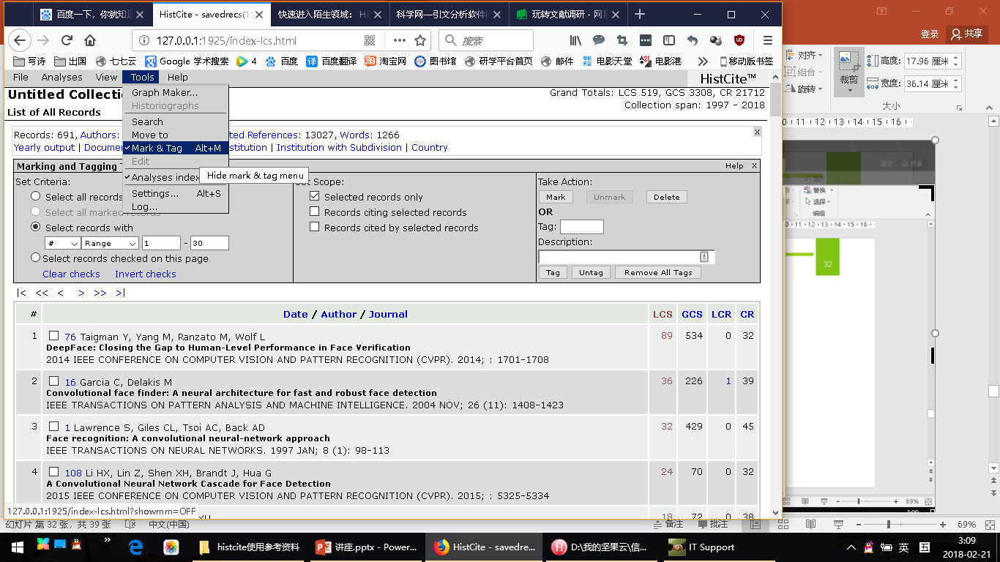 百度一下，你就知道
HistCite - savedrecs(1
快速进入陌生领域： Hi
科学网—引文分析软件h
玩转文献调研 - 网易
127.0.0.1:1925/index-lcs.html
搜索
写诗 出国 七七云 Google 学术搜索 4 百度 百度翻译 淘宝网 图书馆 研学平台首页 邮件 电影天堂 电影港 移动版书签
File Analyses View Tools Help
HistCite™
Untitled Collectio
Grand Totals: LCS 519, GCS 3308, CR 21712
List of All Records
Collection span: 1997 - 2018
Graph Maker...
Historiographs
Search
Move to
Mark & Tag Alt+M
Edit
Analyses index
Hide mark & tag menu
Settings... Alt+S
Log...
Records: 691, Authors: ted References: 13027, Words: 1266
X
Yearly output | Docume stitution | Institution with Subdivision | Country
Marking and Tagging T
Help X
Set Criteria:
Select all records
Select all marked records
Select records with
# Range 1 - 30
Select records checked on this page
Clear checks Invert checks
Set Scope:
Selected records only
Records citing selected records
Records cited by selected records
Take Action:
Mark Unmark Delete
OR
Tag:
Description:
Tag Untag Remove All Tags
|< << < > >> >|
# Date / Author / Journal LCS GCS LCR CR
1 76 Taigman Y, Yang M, Ranzato M, Wolf L 89 534 0 32
DeepFace: Closing the Gap to Human-Level Performance in Face Verification
2014 IEEE CONFERENCE ON COMPUTER VISION AND PATTERN RECOGNITION (CVPR). 2014; : 1701-1708
2 16 Garcia C, Delakis M 36 226 1 39
Convolutional face finder: A neural architecture for fast and robust face detection
IEEE TRANSACTIONS ON PATTERN ANALYSIS AND MACHINE INTELLIGENCE. 2004 NOV; 26 (11): 1408-1423
3 1 Lawrence S, Giles CL, Tsoi AC, Back AD 32 429 0 45
Face recognition: A convolutional neural-network approach
IEEE TRANSACTIONS ON NEURAL NETWORKS. 1997 JAN; 8 (1): 98-113
4 108 Li HX, Lin Z, Shen XH, Brandt J, Hua G 24 70 0 32
A Convolutional Neural Network Cascade for Face Detection
2015 IEEE CONFERENCE ON COMPUTER VISION AND PATTERN RECOGNITION (CVPR). 2015; : 5325-5334
18 72 0 38
127.0.0.1:1925/index-lcs.html?showmm=OFF
登录 共享
对齐
组合
旋转
裁剪
高度: 17.96 厘米
宽度: 36.14 厘米
大小
10 11 12 13 14 15 16
替换
选择
编辑
10 11 12 13 14 15 16
32
69%
3:09
幻灯片 第 32 张，共 39 张 中文(中国) 备注 批注 69%
histcite使用参考资料
讲座.pptx - Power...
HistCite - savedre...
D:\我的坚果云\信...
IT Support
英
3:09
2018-02-21